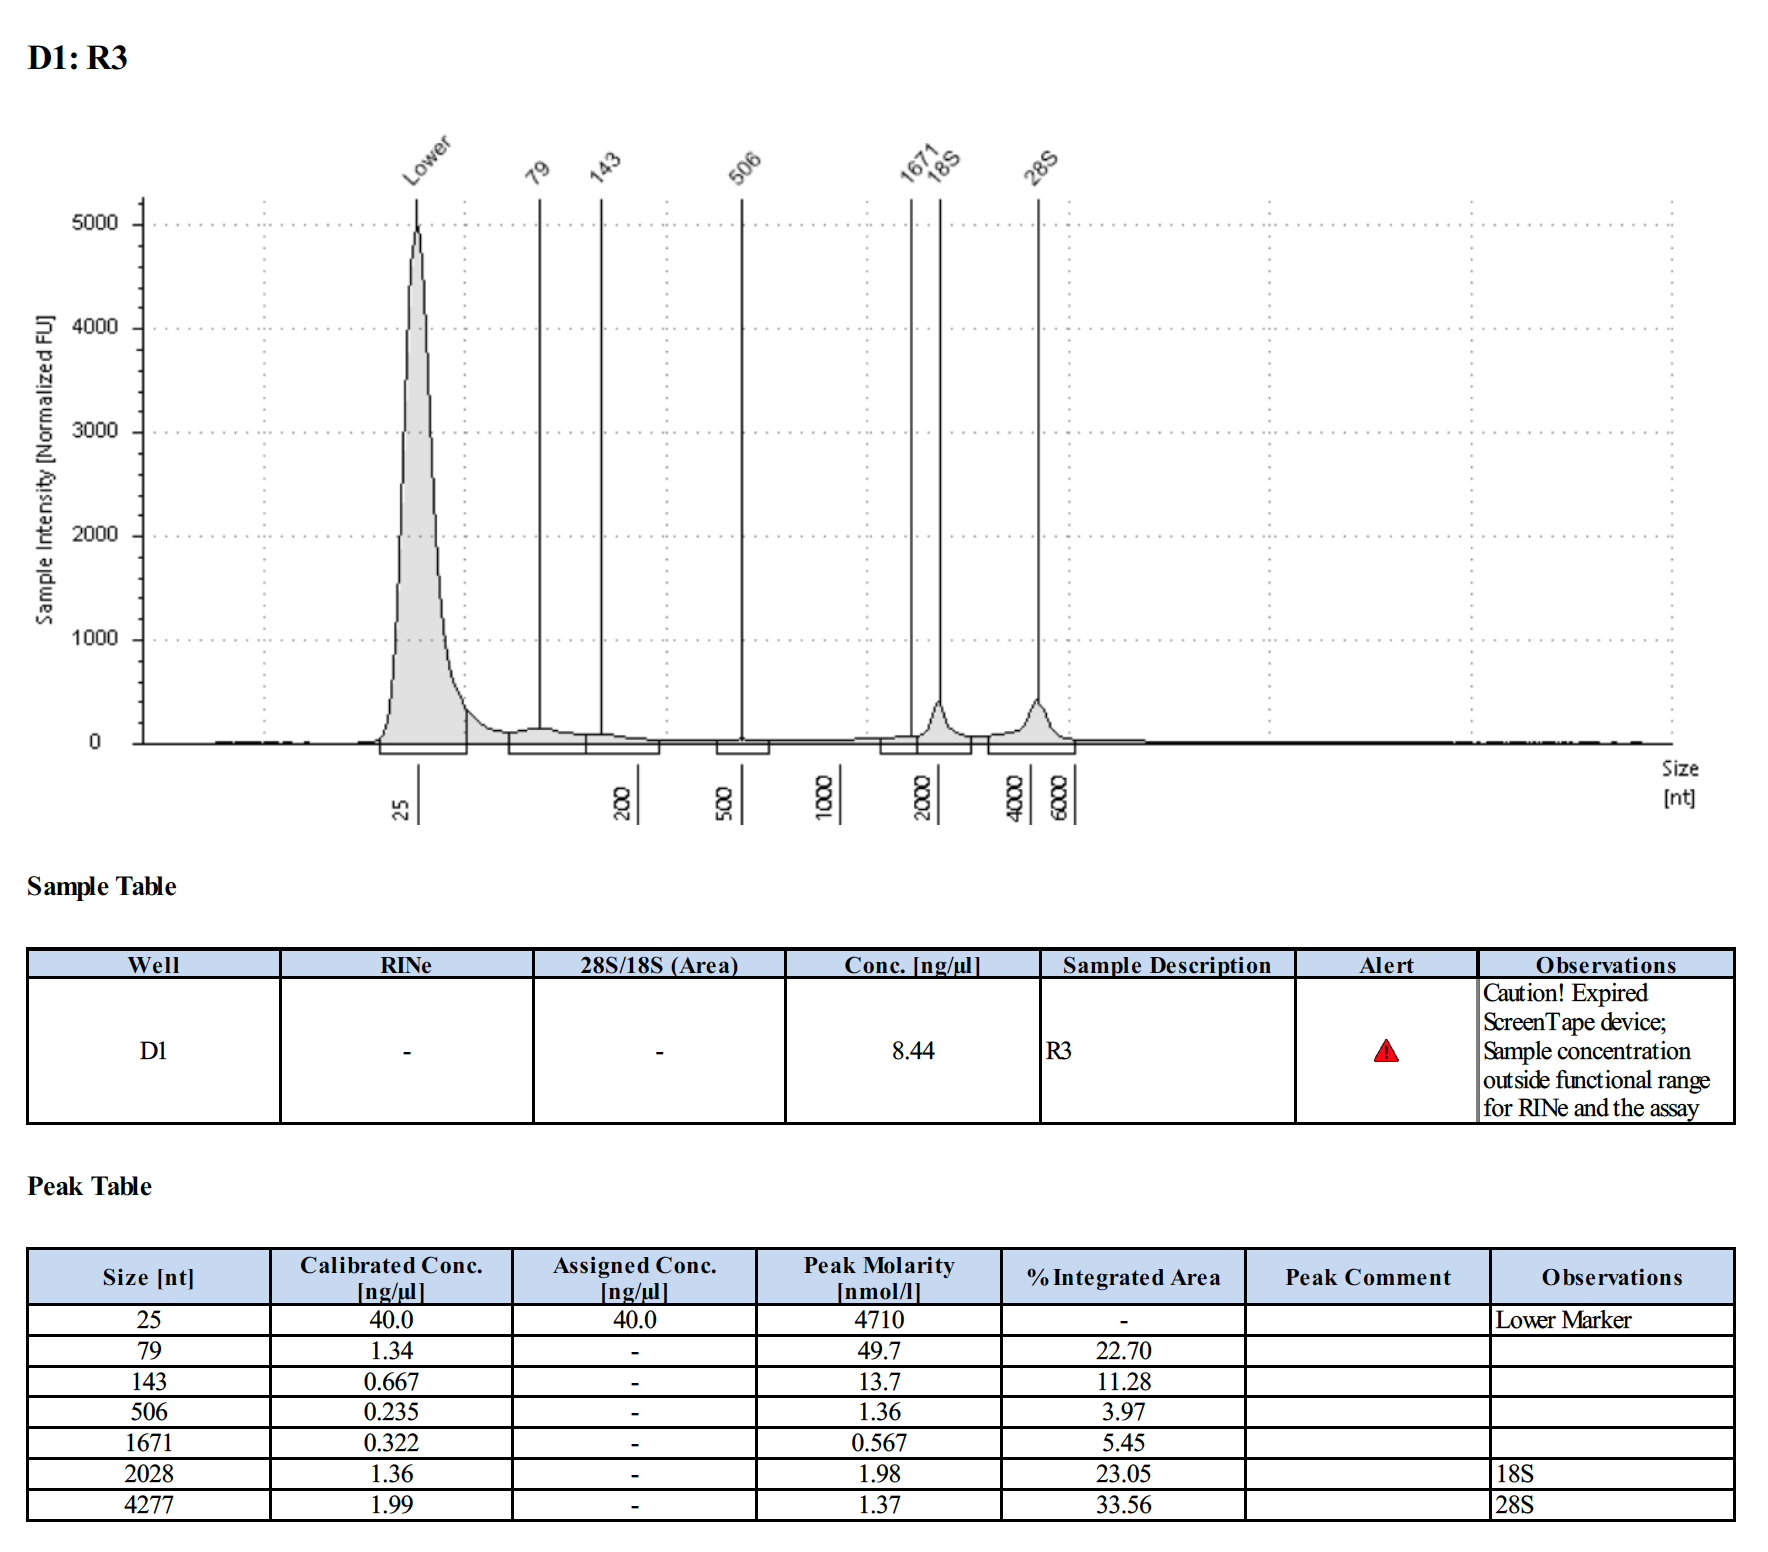 D1: R3
Lower
79
143
506
1671
18S
28S
Sample Intensity [Normalized FU]
5000
4000
3000
2000
1000
0
25
200
500
1000
2000
4000
6000
Size
[nt]
Sample Table
Well RINe 28S/18S (Area) Conc. [ng/µl] Sample Description Alert Observations
D1 - - 8.44 R3 Caution! Expired
ScreenTape device;
Sample concentration
outside functional range
for RINe and the assay
Peak Table
Size [nt] Calibrated Conc. [ng/µl] Assigned Conc. [ng/µl] Peak Molarity [nmol/l] % Integrated Area Peak Comment Observations
25 40.0 40.0 4710 - Lower Marker
79 1.34 - 49.7 22.70
143 0.667 - 13.7 11.28
506 0.235 - 1.36 3.97
1671 0.322 - 0.567 5.45
2028 1.36 - 1.98 23.05 18S
4277 1.99 - 1.37 33.56 28S